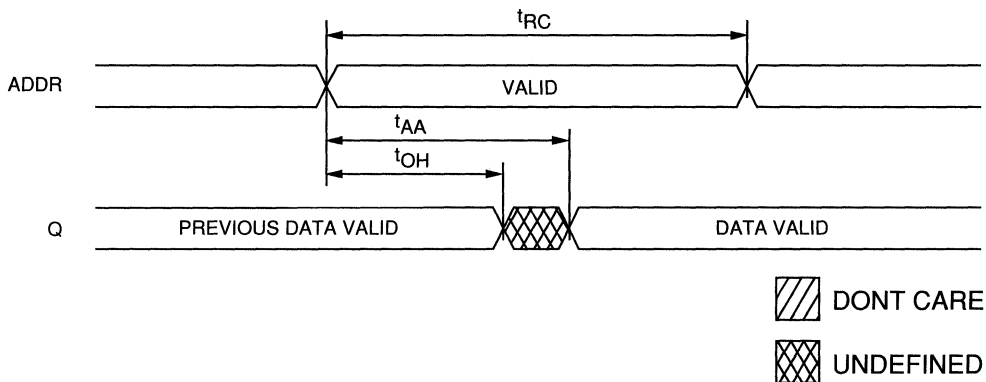 tRC
ADDR
VALID
tAA
tOH
Q
PREVIOUS DATA VALID
DATA VALID
DONT CARE
UNDEFINED